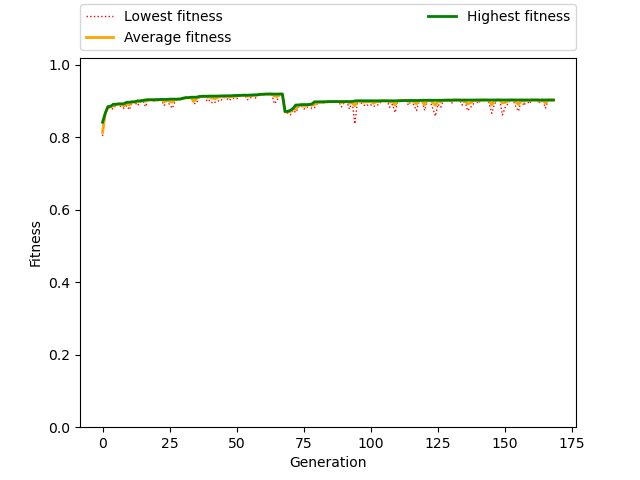 Lowest fitness
Average fitness
Highest fitness
1.0
0.8
0.6
0.4
0.2
0.0
Fitness
0 25 50 75 100 125 150 175
Generation